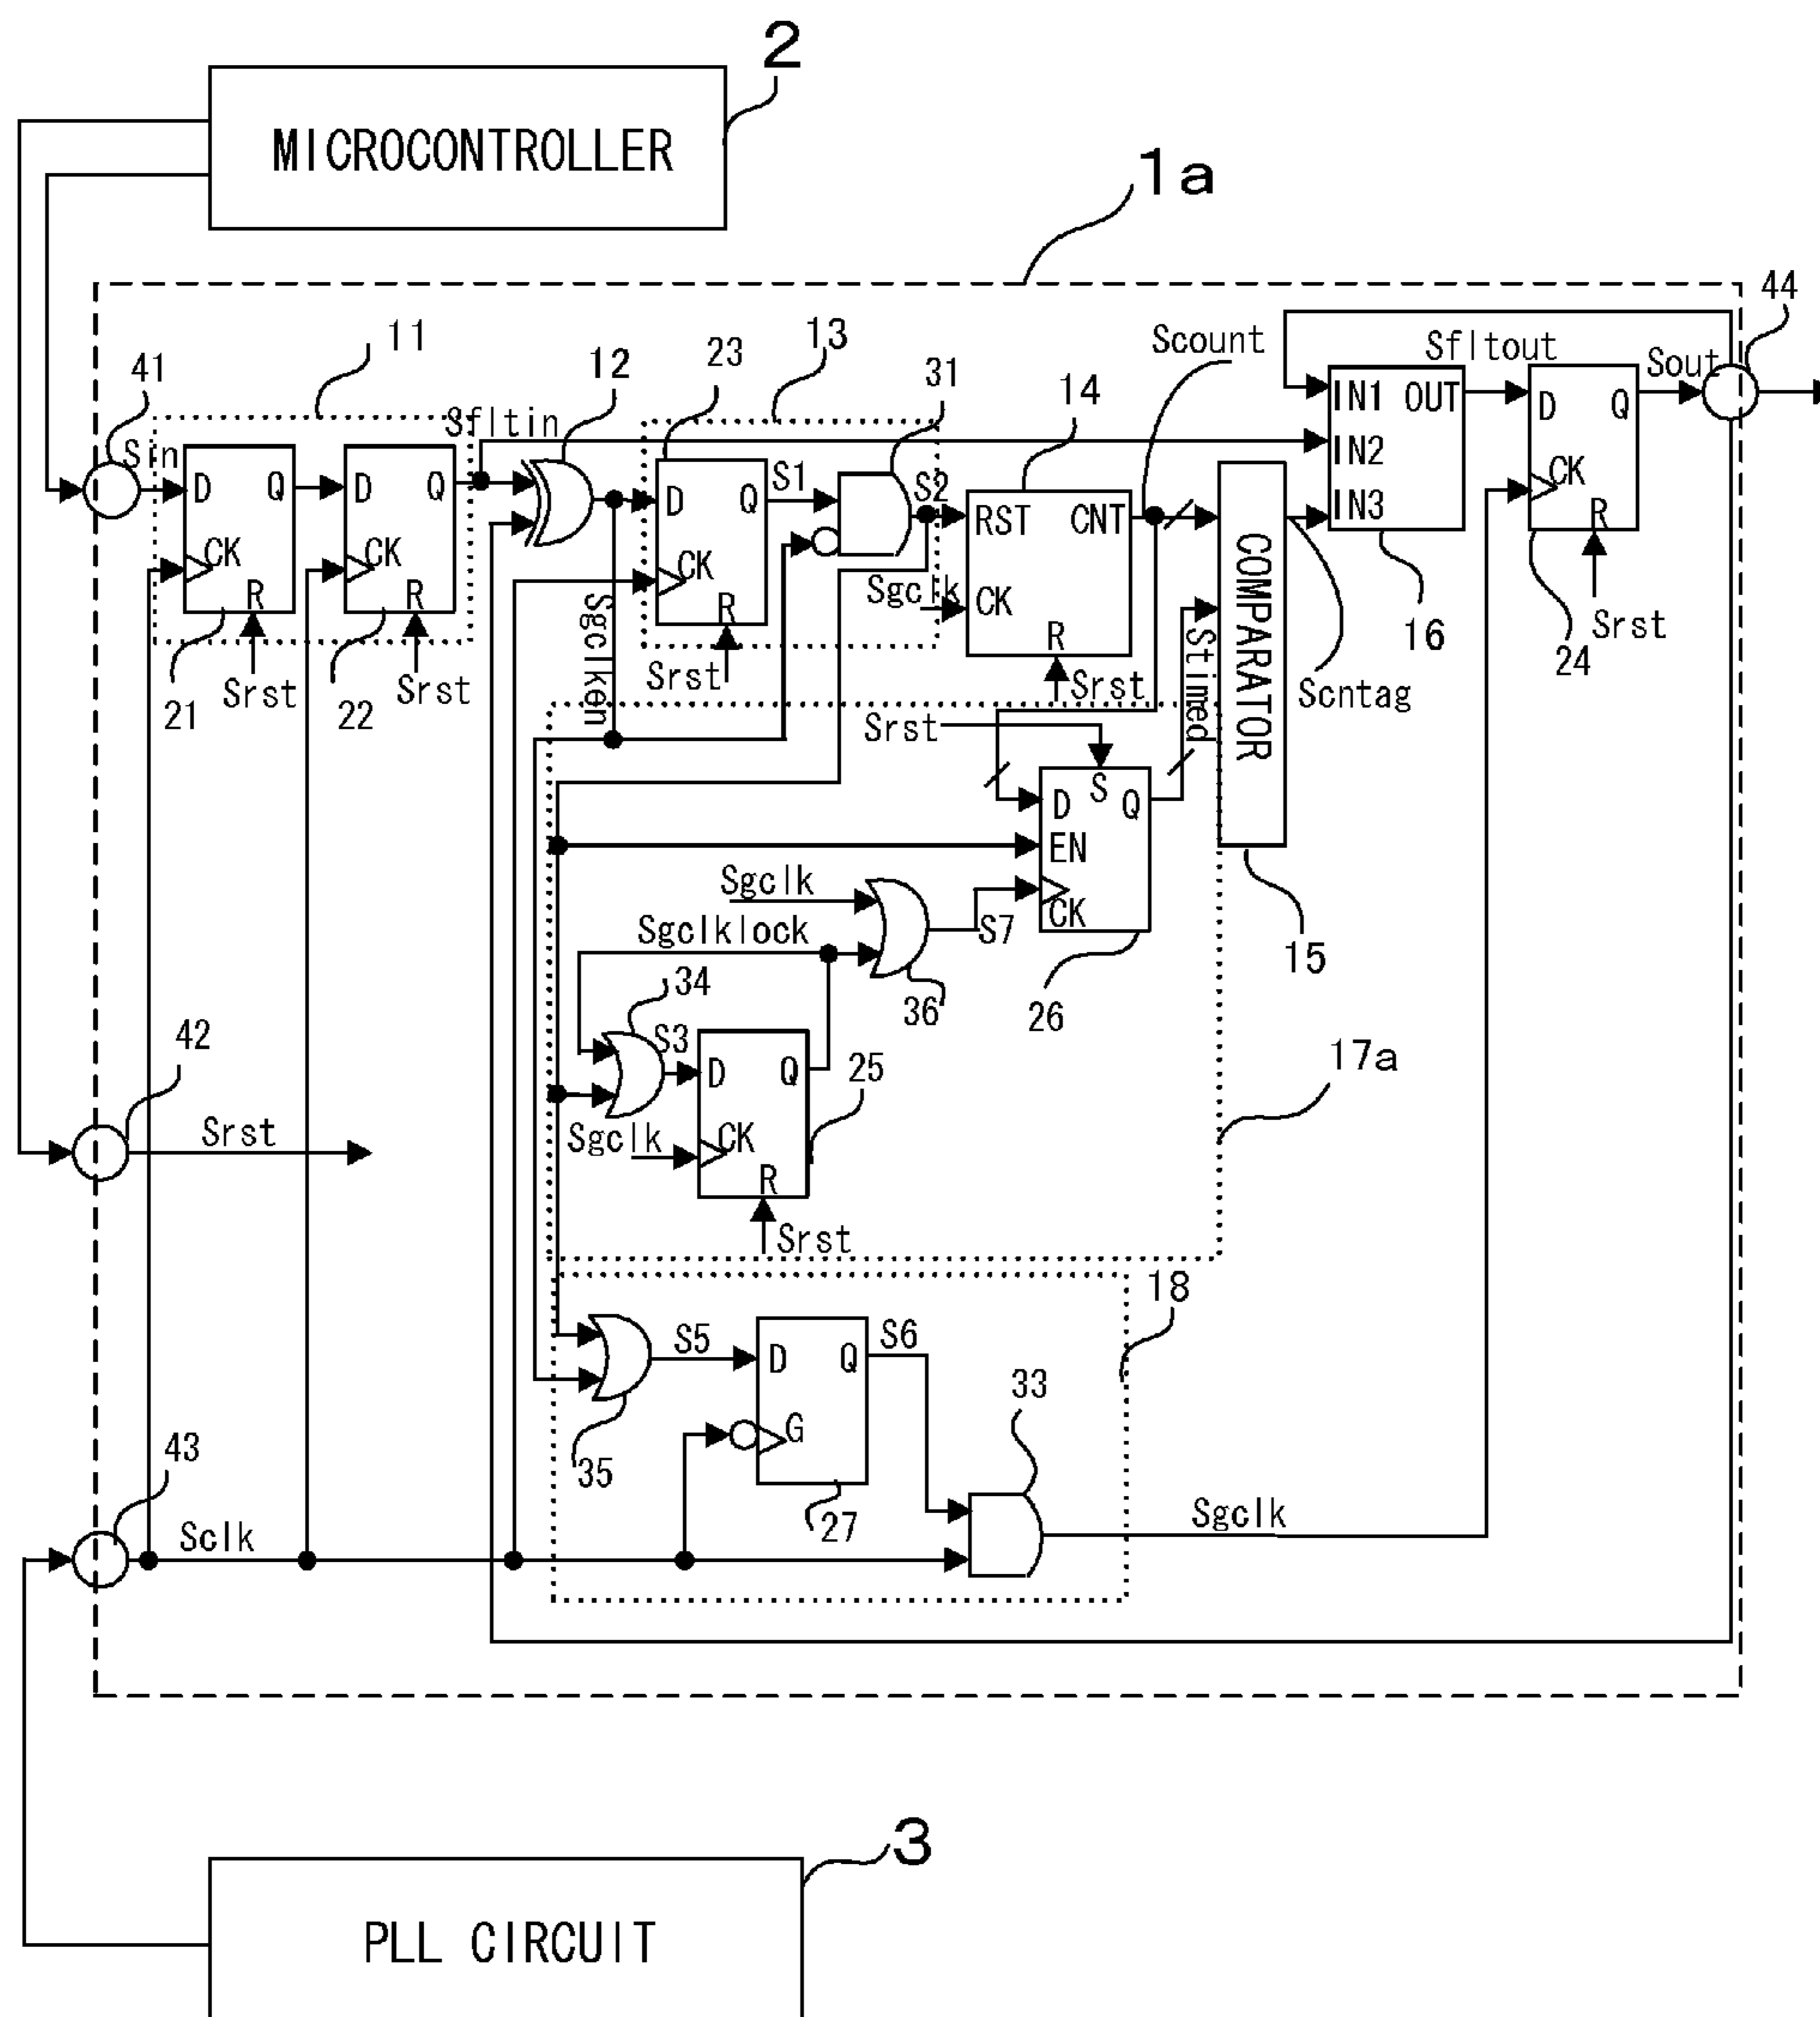 2
MICROCONTROLLER
1a
44
11
12
23
13
31
14
Scount
Sfltout
Sout
41
Sin
Sfltin
D Q
CK
R
D Q
CK
R
S1
D Q
CK
R
S2
RST CNT
CK
R
Sgclk
IN1 OUT
IN2
IN3
D Q
CK
R
COMPARATOR
Sgclken
Stimed
Srst
21
Srst
22
Srst
Srst
Scntag
16
24
Srst
Srst
S
D Q
EN
CK
Sgclk
Sgclklock
S7
15
34
36
26
42
S3
D Q
CK
R
25
17a
Srst
Sgclk
Srst
18
S5
D Q
G
S6
33
43
35
27
Sclk
Sgclk
3
PLL CIRCUIT